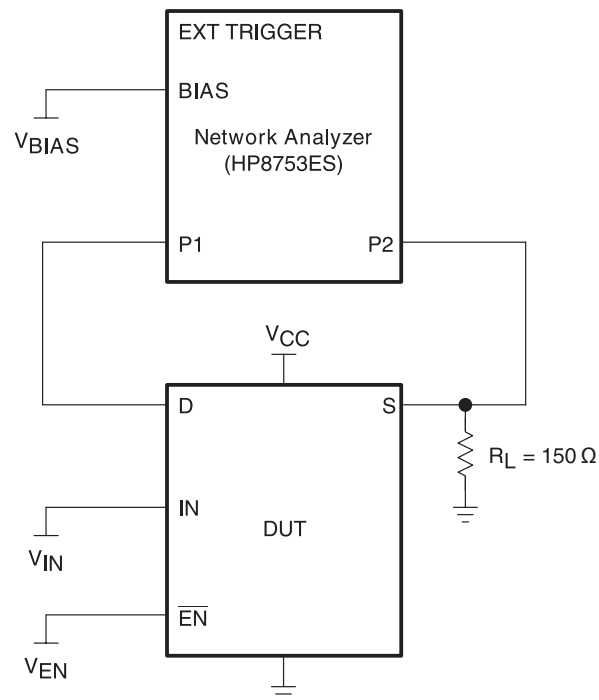 EXT TRIGGER
BIAS
VBIAS
Network Analyzer
(HP8753ES)
P1
P2
VCC
D
S
RL = 150 Ω
IN
DUT
VIN
EN
VEN